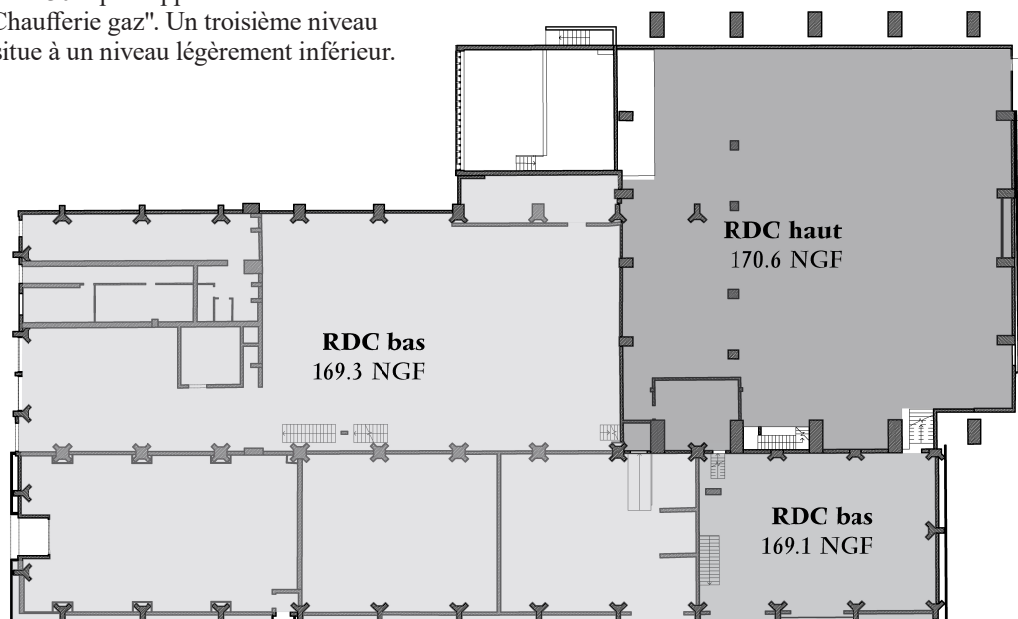 Chaufferie gaz". Un troisième niveau
situe à un niveau légèrement inférieur.
RDC haut
170.6 NGF
RDC bas
169.3 NGF
RDC bas
169.1 NGF